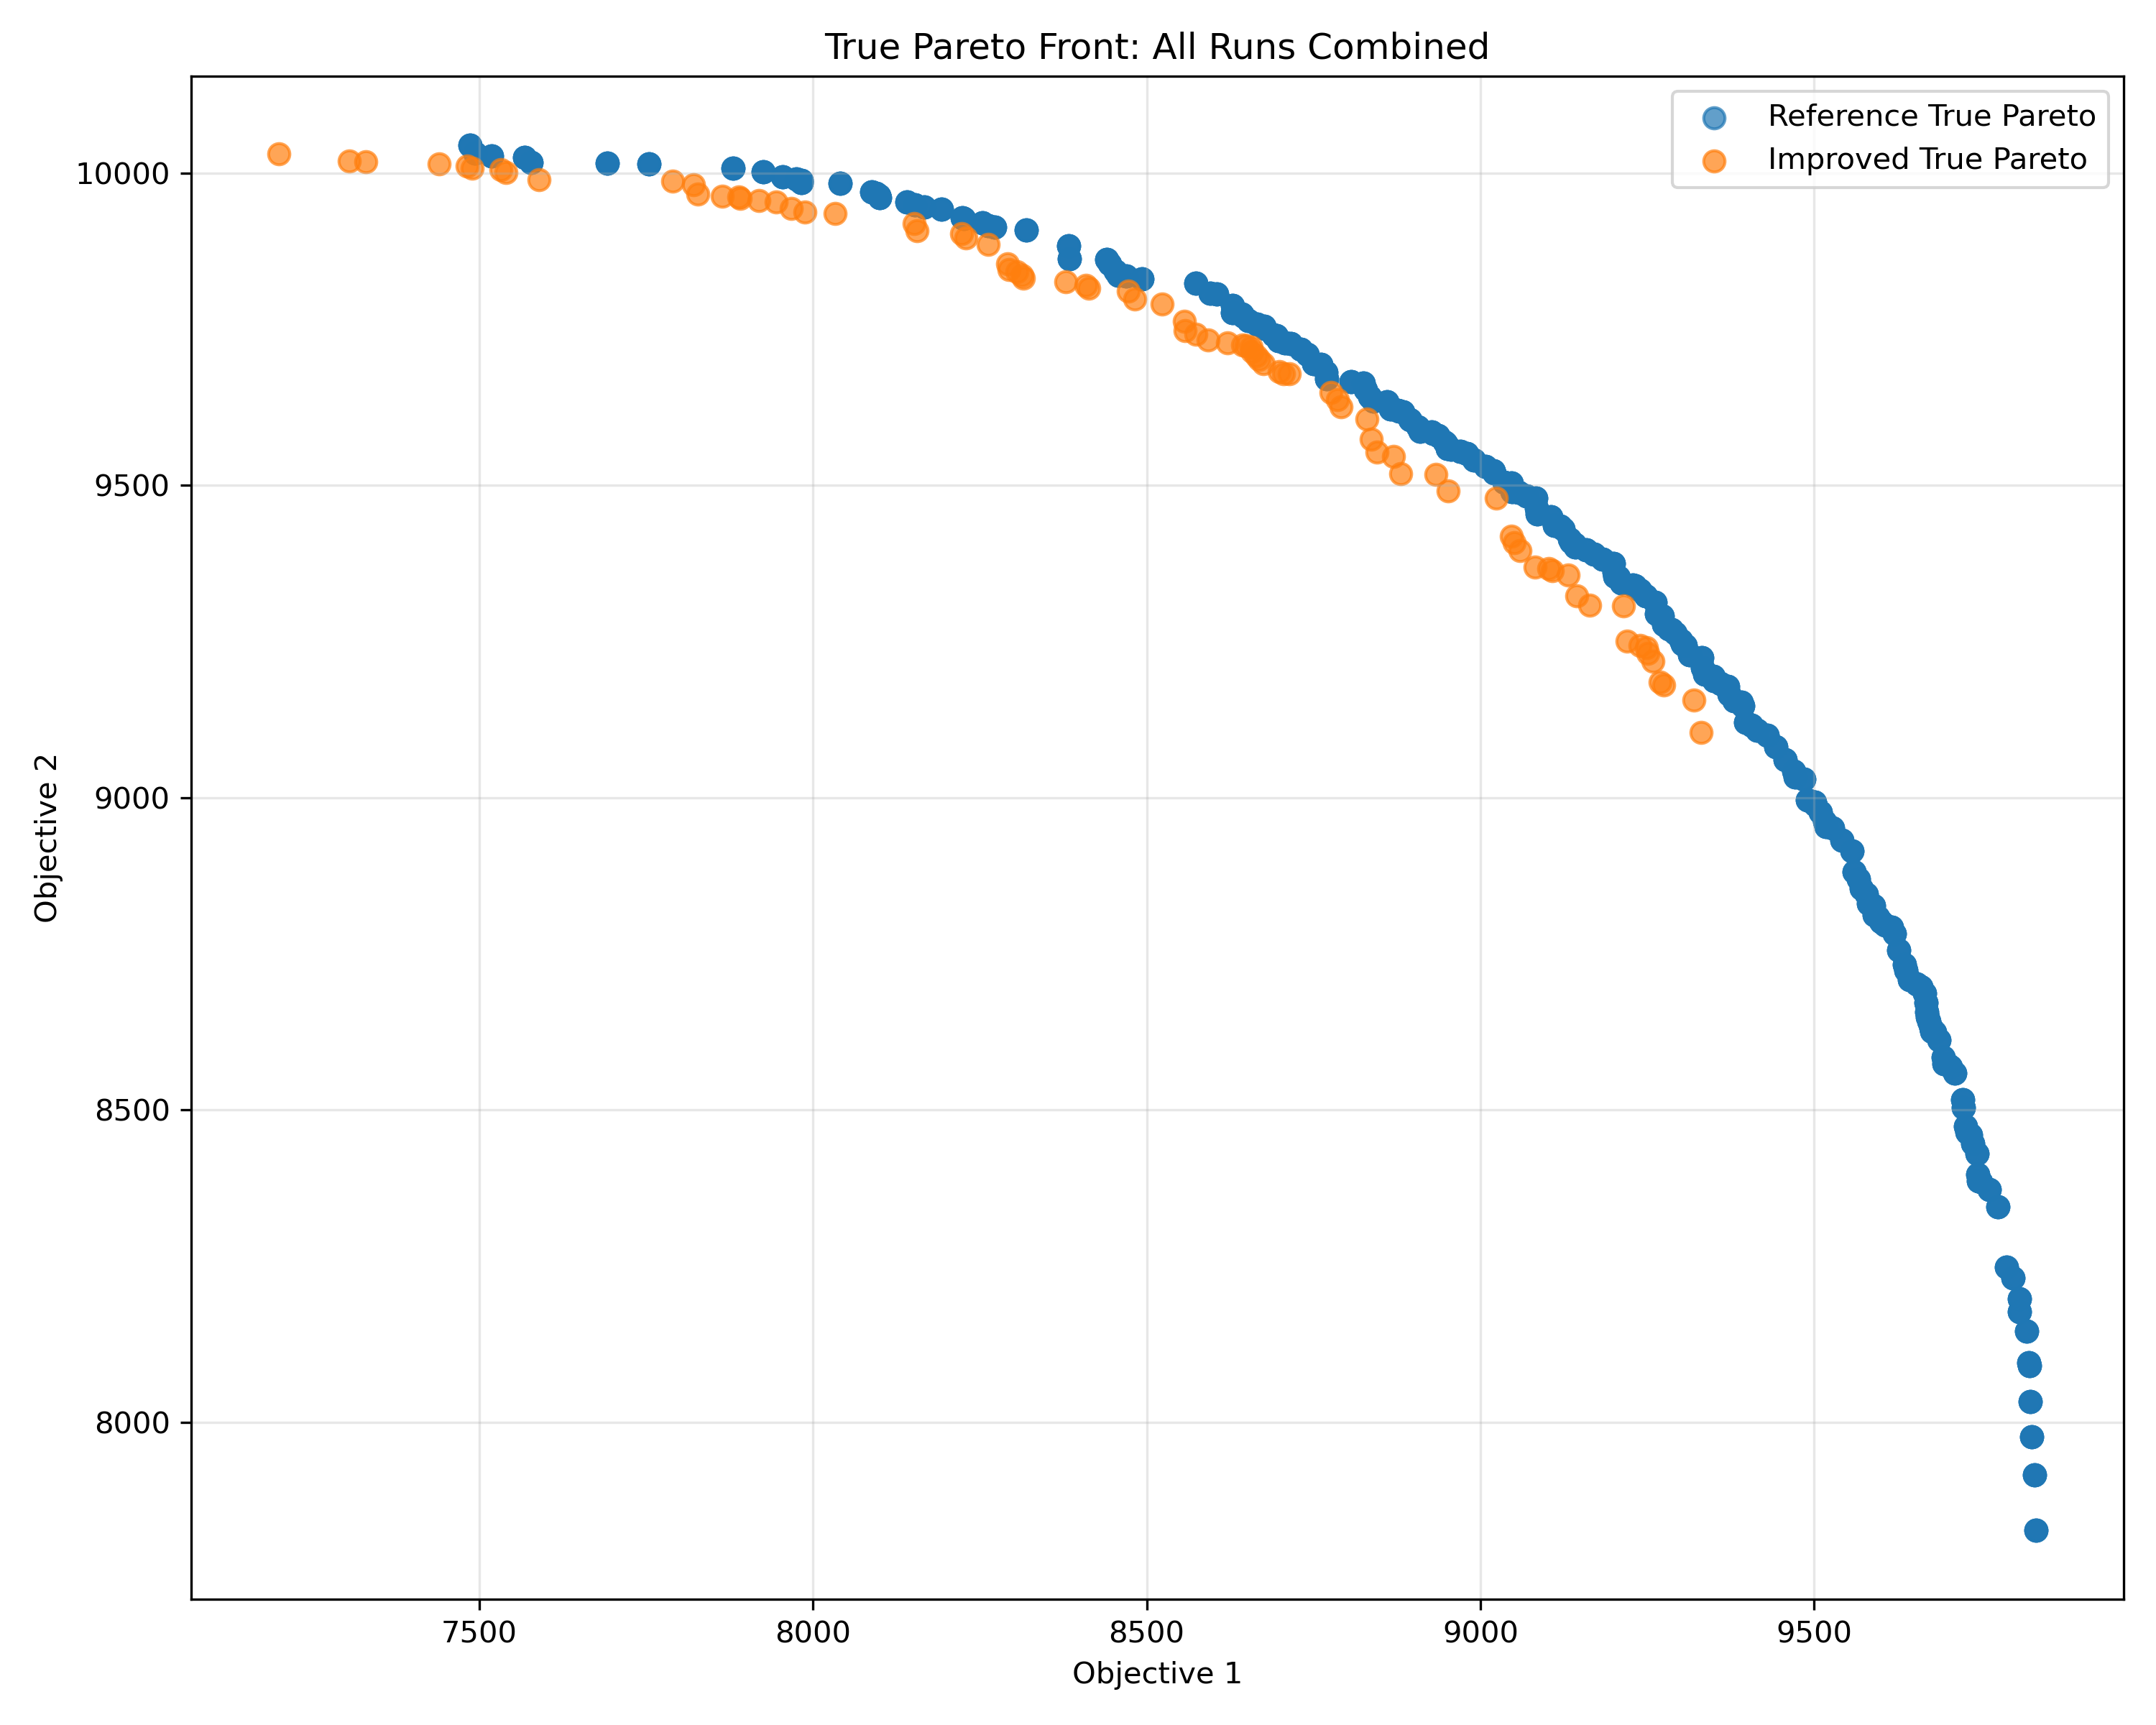 True Pareto Front: All Runs Combined
Reference True Pareto
Improved True Pareto
10000
9500
9000
8500
8000
Objective 2
7500
8000
8500
9000
9500
Objective 1